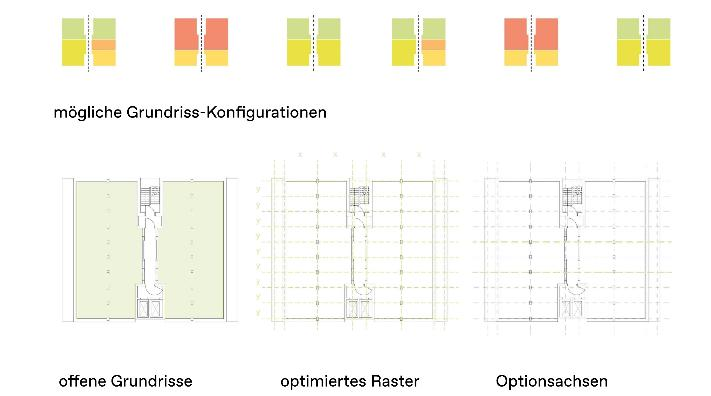 mögliche Grundriss-Konfigurationen
x x x x
y
y
y
y
y
y
y
y
y
offene Grundrisse optimiertes Raster Optionsachsen